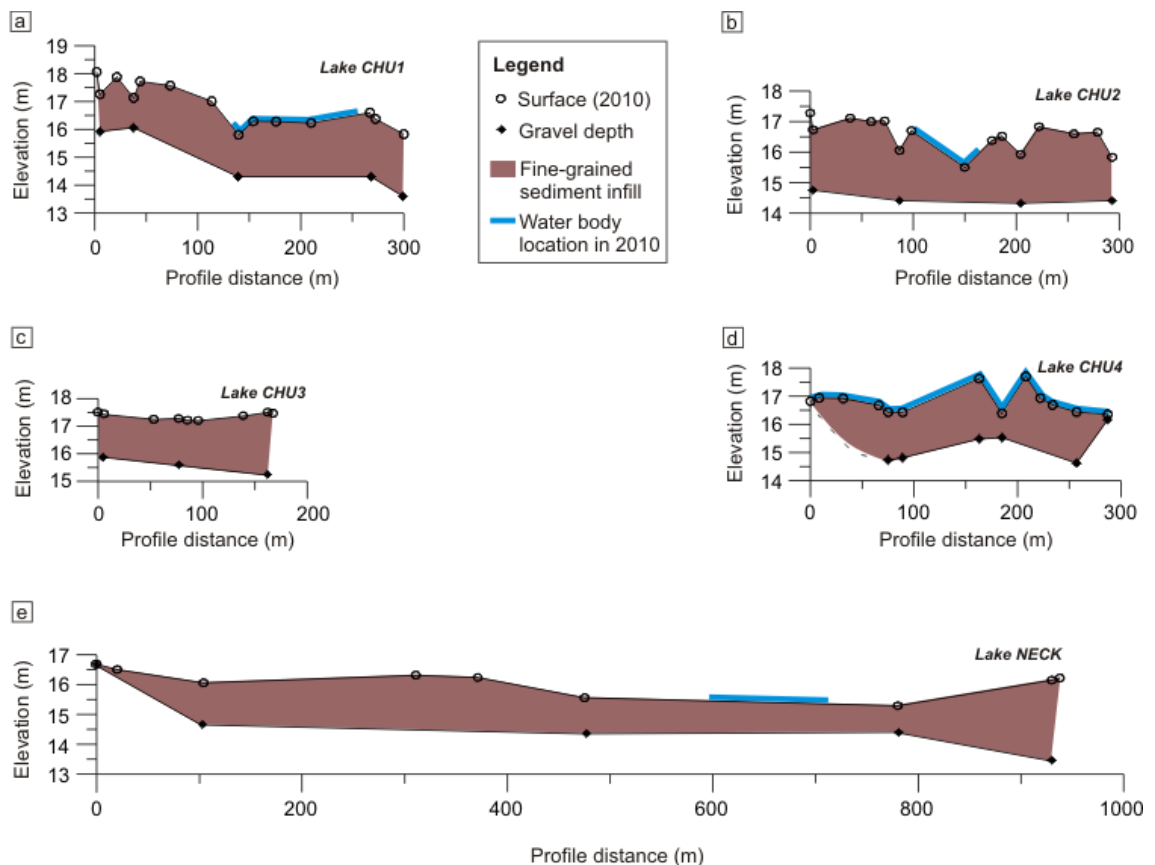 a
19
18
17
16
15
14
13
Elevation (m)
Lake CHU1
0
100
200
300
Profile distance (m)
Legend
Surface (2010)
Gravel depth
Fine-grained
sediment infill
Water body
location in 2010
b
18
17
16
15
14
Elevation (m)
Lake CHU2
0
100
200
300
Profile distance (m)
c
18
17
16
15
Elevation (m)
Lake CHU3
0
100
200
Profile distance (m)
d
18
17
16
15
14
Elevation (m)
Lake CHU4
0
100
200
300
Profile distance (m)
e
17
16
15
14
13
Elevation (m)
Lake NECK
0
200
400
600
800
1000
Profile distance (m)